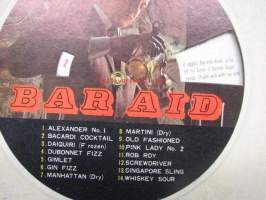 2
BAR AID
1. ALEXANDER No. 1
2. BACARDI COCKTAIL
3. DAIQUIRI (Frozen)
4. DUBONNET FIZZ
5. GIMLET
6. GIN FIZZ
7. MANHATTAN (Dry)
8. MARTINI (Dry)
9. OLD FASHIONED
10. PINK LADY No. 2
11. ROB ROY
12. SCREWDRIVER
13. SINGAPORE SLING
14. WHISKEY SOUR